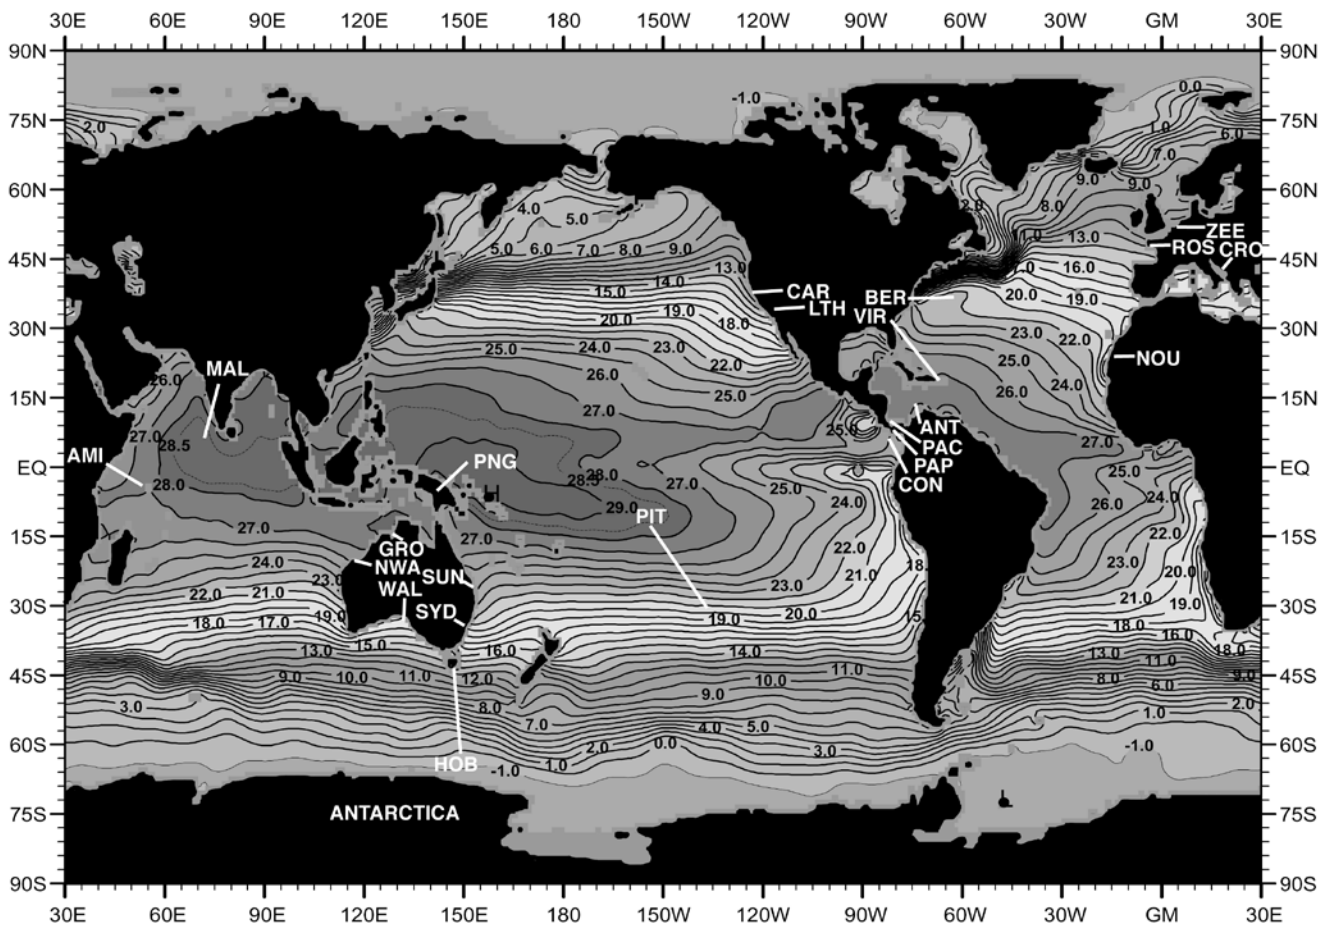 30E 60E 90E 120E 150E 180 150W 120W 90W 60W 30W GM 30E
90N 90N
-1.0 0.0
75N 2.0 1.0 6.0 75N
7.0
9.0 9.0
60N 4.0 5.0 2.0 8.0 60N
13.0 ZEE
5.0 6.0 7.0 8.0 9.0 ROS CRO
45N 13.0 16.0 45N
14.0
15.0 CAR BER 20.0 19.0
19.0 LTH VIR
30N 20.0 18.0 23.0 22.0 30N
25.0 24.0 23.0 25.0 NOU
MAL 22.0
26.0 26.0 24.0
25.0 26.0
15N 27.0 15N
27.0 28.5 25.0 ANT 27.0
PAC
AMI PNG PAP 25.0
EQ 28.0 EQ
28.0 27.0 25.0 CON 24.0
24.0 26.0
29.0 PIT
27.0 22.0
15S 27.0 15S
GRO 22.0
24.0 NWA SUN 18. 23.0
23.0 21.0 20.0
22.0 21.0 WAL 23.0 21.0
30S 19.0 SYD 19.0 20.0 15. 19.0 30S
18.0 17.0 18.0
15.0 16.0 14.0 16.0
13.0 13.0 11.0 18.0
45S 9.0 10.0 11.0 12.0 10.0 11.0 8.0 6.0 9.0 45S
3.0 8.0 9.0 2.0
7.0 4.0 5.0 1.0
60S 2.0 0.0 3.0 -1.0 60S
HOB -1.0 1.0
L
75S ANTARCTICA 75S
90S 90S
30E 60E 90E 120E 150E 180 150W 120W 90W 60W 30W GM 30E